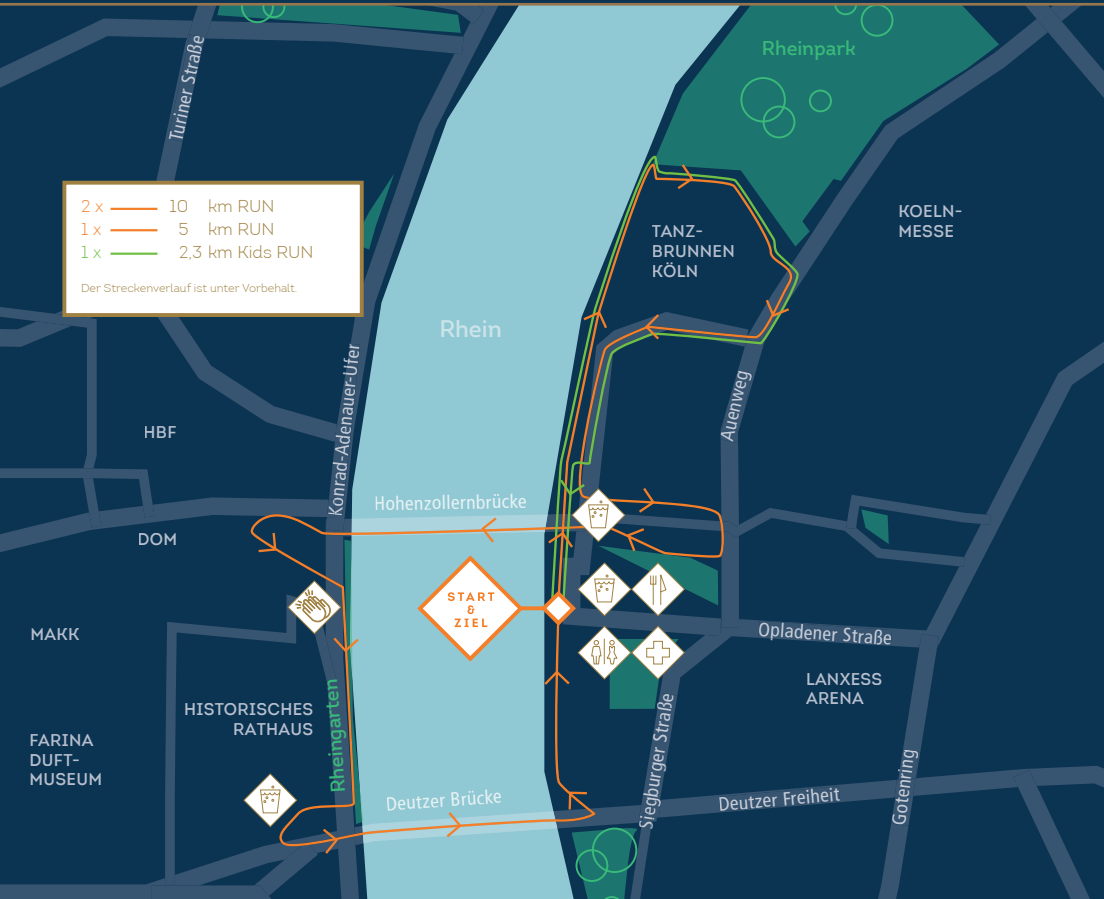 Turiner Straße
Rheinpark
2 x 10 km RUN
1 x 5 km RUN
1 x 2,3 km Kids RUN
Der Streckenverlauf ist unter Vorbehalt.
KOELN-
MESSE
TANZ-
BRUNNEN
KÖLN
Rhein
Konrad-Adenauer-Ufer
Auenweg
HBF
Hohenzollernbrücke
DOM
START
&
ZIEL
MAKK
Opladener Straße
LANXESS
ARENA
HISTORISCHES
RATHAUS
Rheingarten
FARINA
DUFT-
MUSEUM
Siegburger Straße
Gotenring
Deutzer Brücke
Deutzer Freiheit